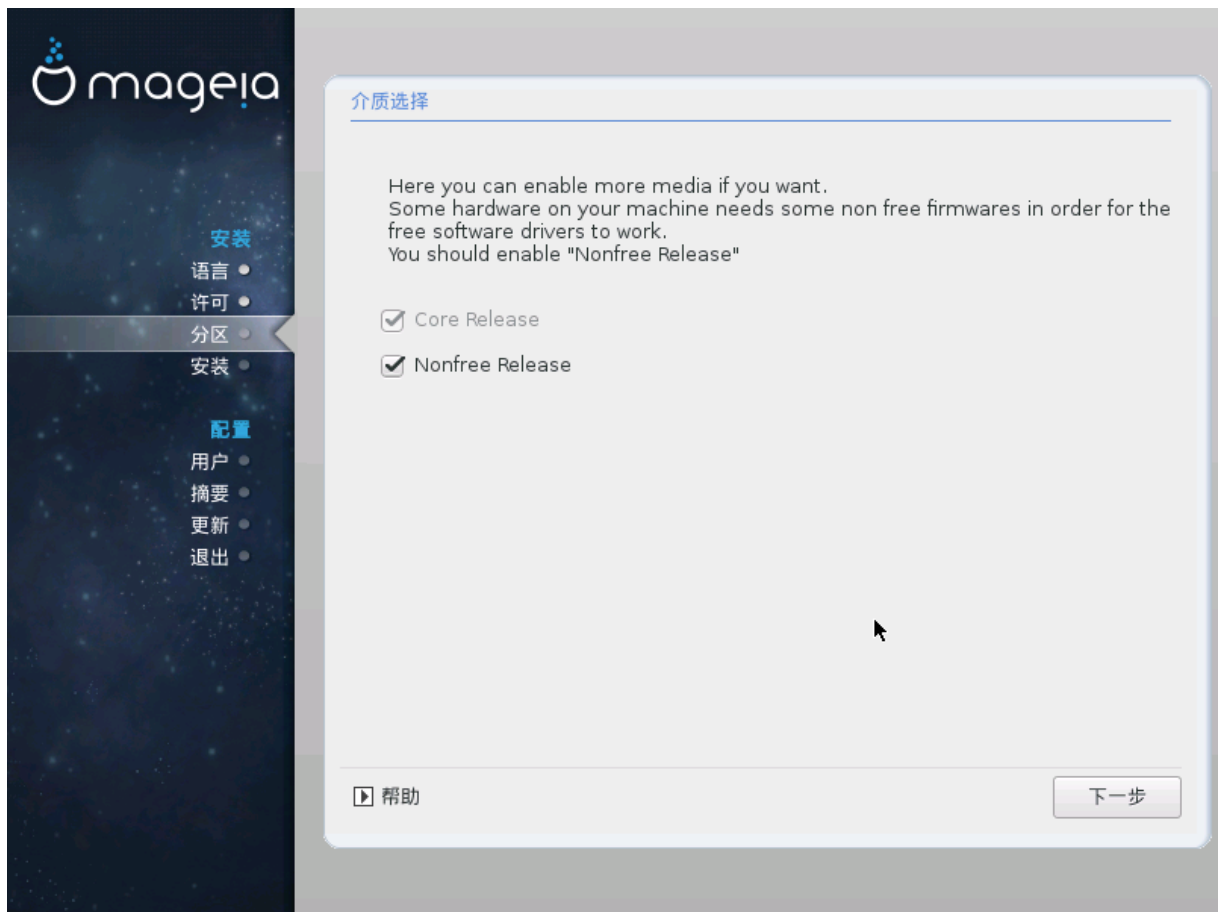 mageia
安装
语言
许可
分区
安装
配置
用户
摘要
更新
退出
介质选择
Here you can enable more media if you want.
Some hardware on your machine needs some non free firmwares in order for the
free software drivers to work.
You should enable "Nonfree Release"
Core Release
Nonfree Release
帮助
下一步